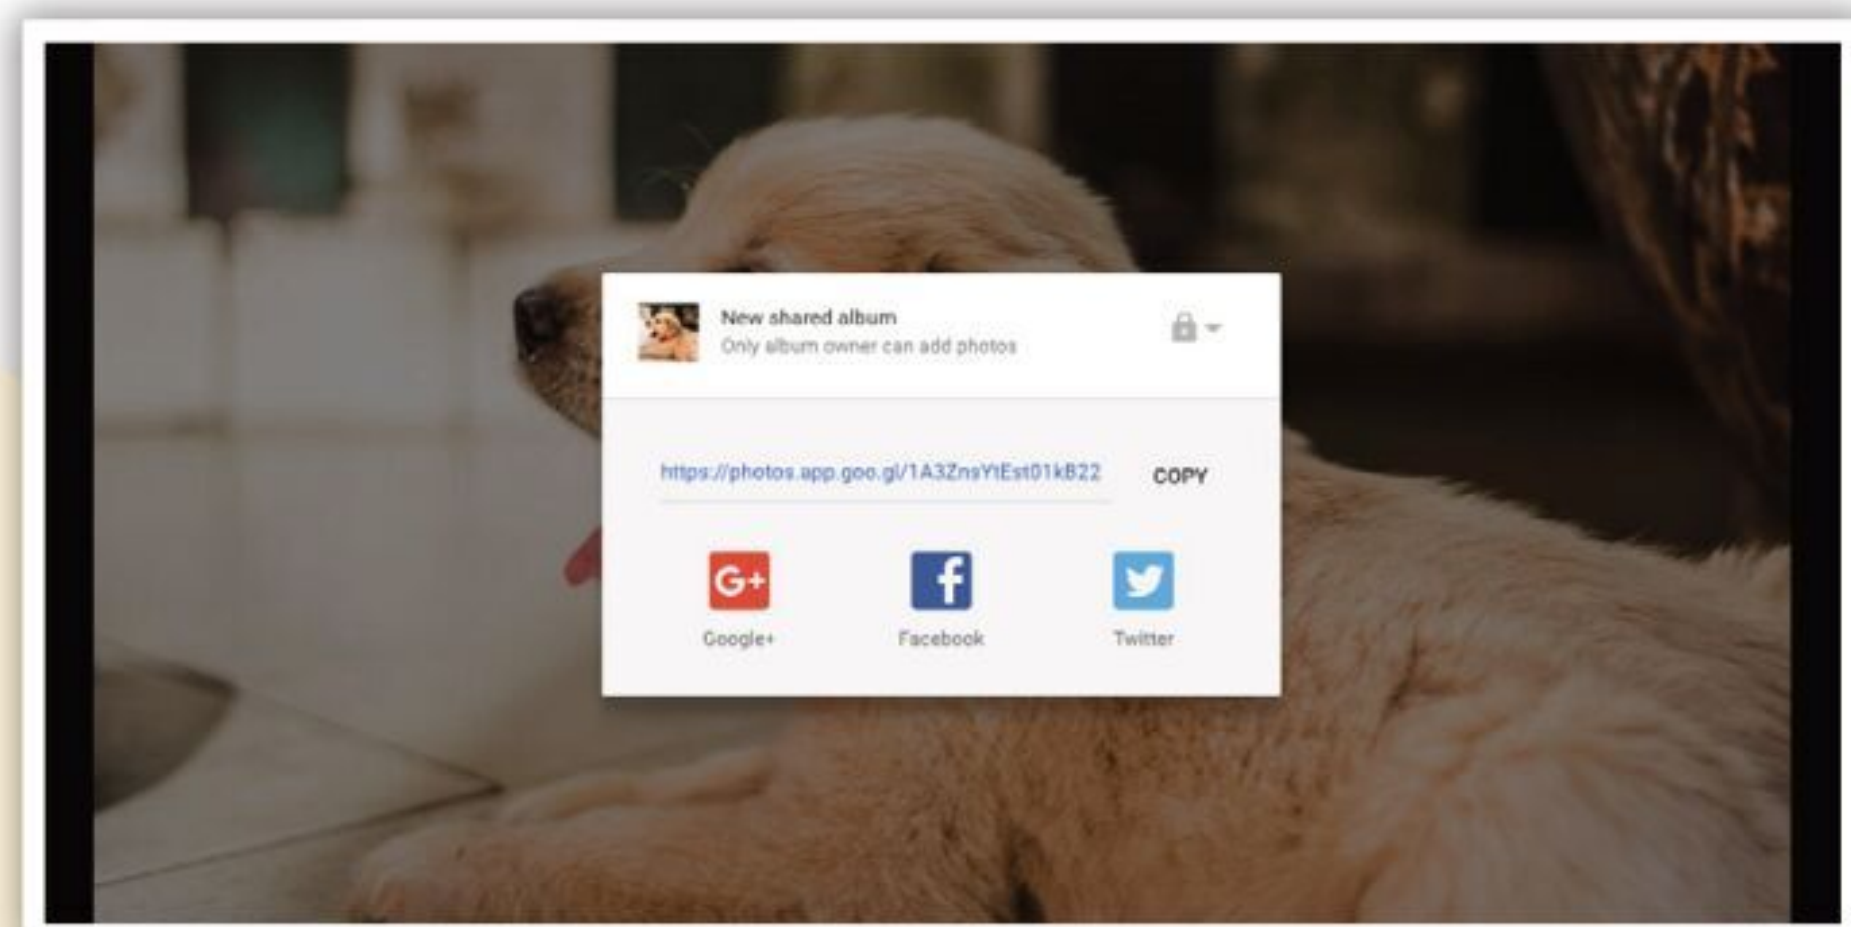 New shared album
Only album owner can add photos
https://photos.app.goo.gl/1A3ZnsYtEst01kB22
COPY
G+
f
Google+
Facebook
Twitter